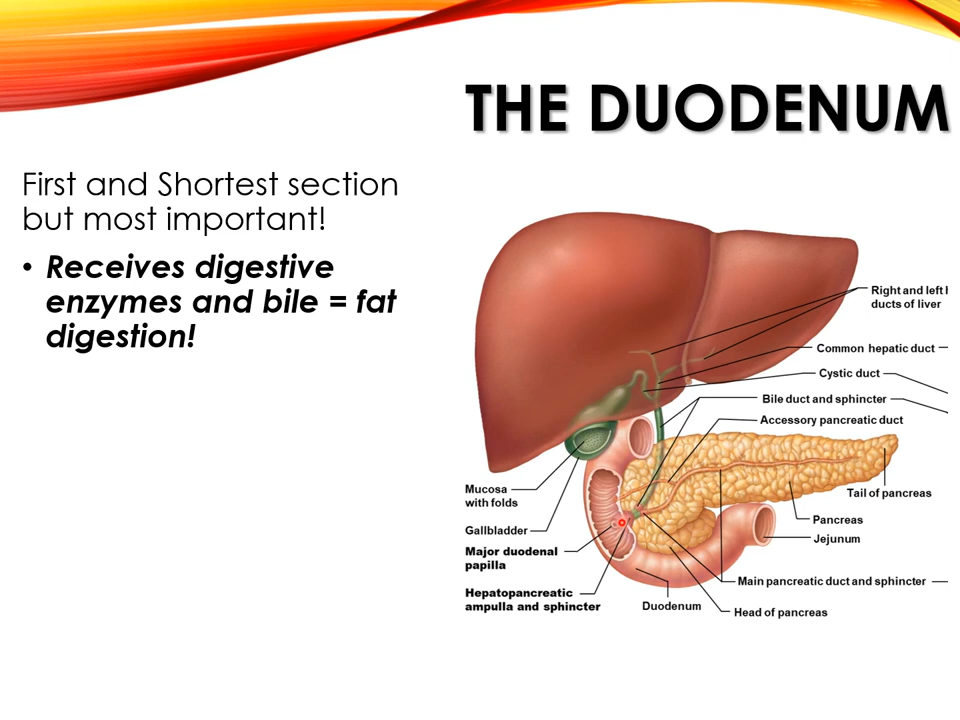 THE DUODENUM
First and Shortest section
but most important!
• Receives digestive
enzymes and bile = fat
digestion!
Right and left
ducts of liver
Common hepatic duct
Cystic duct
Bile duct and sphincter
Accessory pancreatic duct
Tail of pancreas
Pancreas
Jejunum
Main pancreatic duct and sphincter
Head of pancreas
Mucosa
with folds
Gallbladder
Major duodenal
papilla
Hepatopancreatic
ampulla and sphincter
Duodenum